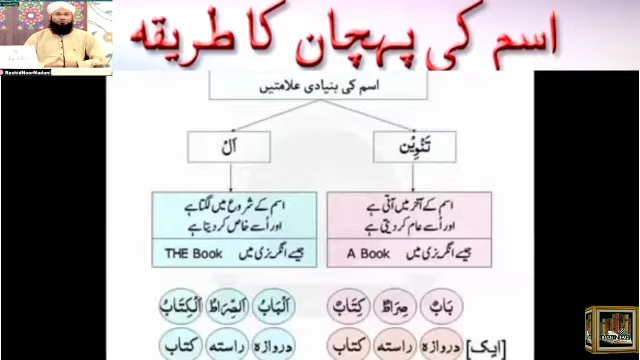 اسم کی پہچان کا طریقہ
RashidNoorMadani
اسم کی بنیادی علامتیں
تَنْوِیْن
اَلْ
اسم کے آخر میں آتی ہے
اور اُسے عام کر دیتی ہے
جیسے انگریزی میں A Book
اسم کے شروع میں لگتا ہے
اور اُسے خاص کر دیتا ہے
جیسے انگریزی میں THE Book
بَابٌ صِرَاطٌ کِتَابٌ
اَلْبَابُ اَلصِّرَاطُ اَلْکِتَابُ
[ایک] دروازہ راستہ کتاب
دروازہ راستہ کتاب